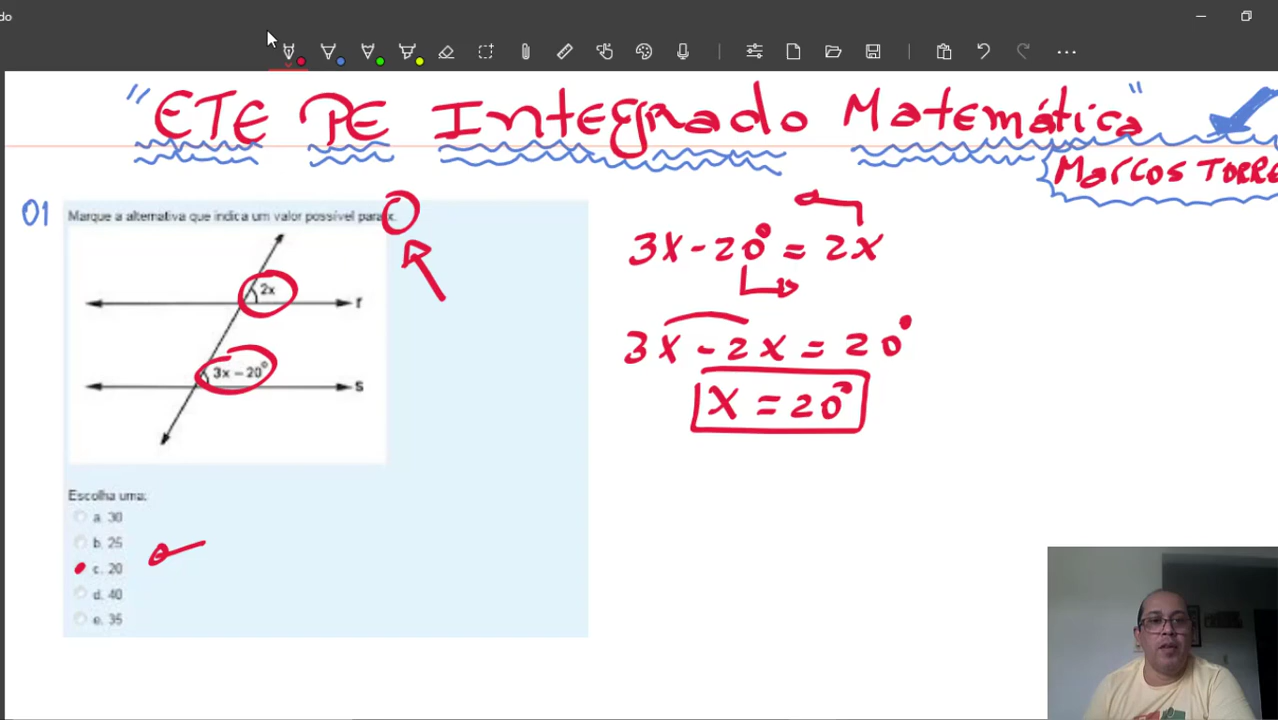 do
"ETE PE Integrado Matemática"
Marcos TORRE
01
Marque a alternativa que indica um valor possível para x.
2x
r
3x – 20°
s
Escolha uma:
a. 30
b. 25
c. 20
d. 40
e. 35
3X - 20° = 2X
3X - 2X = 20°
X = 20°